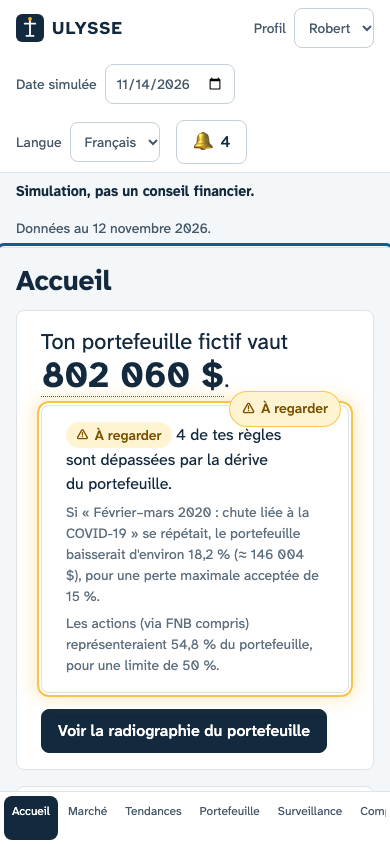 ULYSSE
Profil Robert
Date simulée 11/14/2026
Langue Français 4
Simulation, pas un conseil financier.
Données au 12 novembre 2026.
Accueil
Ton portefeuille fictif vaut
802 060 $.
À regarder
À regarder 4 de tes règles
sont dépassées par la dérive
du portefeuille.
Si « Février–mars 2020 : chute liée à la
COVID-19 » se répétait, le portefeuille
baisserait d'environ 18,2 % (≈ 146 004
$), pour une perte maximale acceptée de
15 %.
Les actions (via FNB compris)
représenteraient 54,8 % du portefeuille,
pour une limite de 50 %.
Voir la radiographie du portefeuille
Accueil Marché Tendances Portefeuille Surveillance